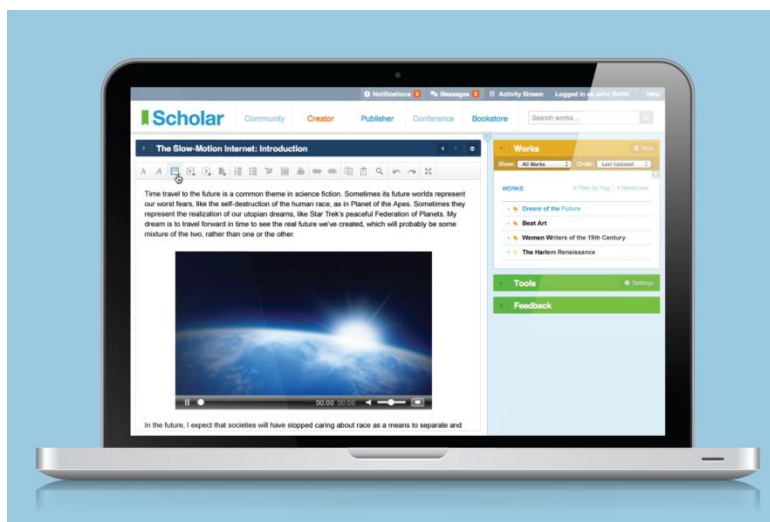 Notifications Messages Activity Stream Logged in as John Smith Help
Scholar Community Creator Publisher Conference Bookstore Search works...
The Slow-Motion Internet: Introduction
Time travel to the future is a common theme in science fiction. Sometimes its future worlds represent
our worst fears, like the self-destruction of the human race, as in Planet of the Apes. Sometimes they
represent the realization of our utopian dreams, like Star Trek's peaceful Federation of Planets. My
dream is to travel forward in time to see the real future we've created, which will probably be some
mixture of the two, rather than one or the other.
00:00 00:00
In the future, I expect that societies will have stopped caring about race as a means to separate and
Works
Show: All Works Order: Last Updated
WORKS Filter by Tag
Dream of the Future
Best Art
Women Writers of the 19th Century
The Harlem Renaissance
Tools Settings
Feedback